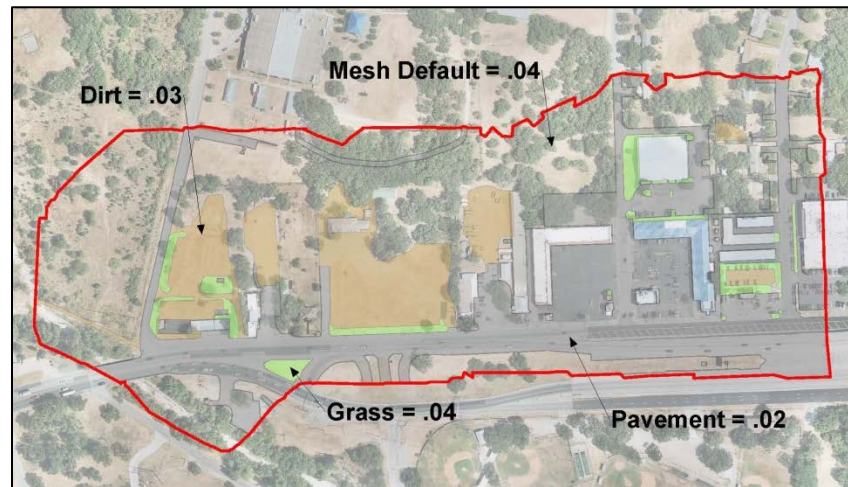 Mesh Default = .04
Dirt = .03
Grass = .04
Pavement = .02